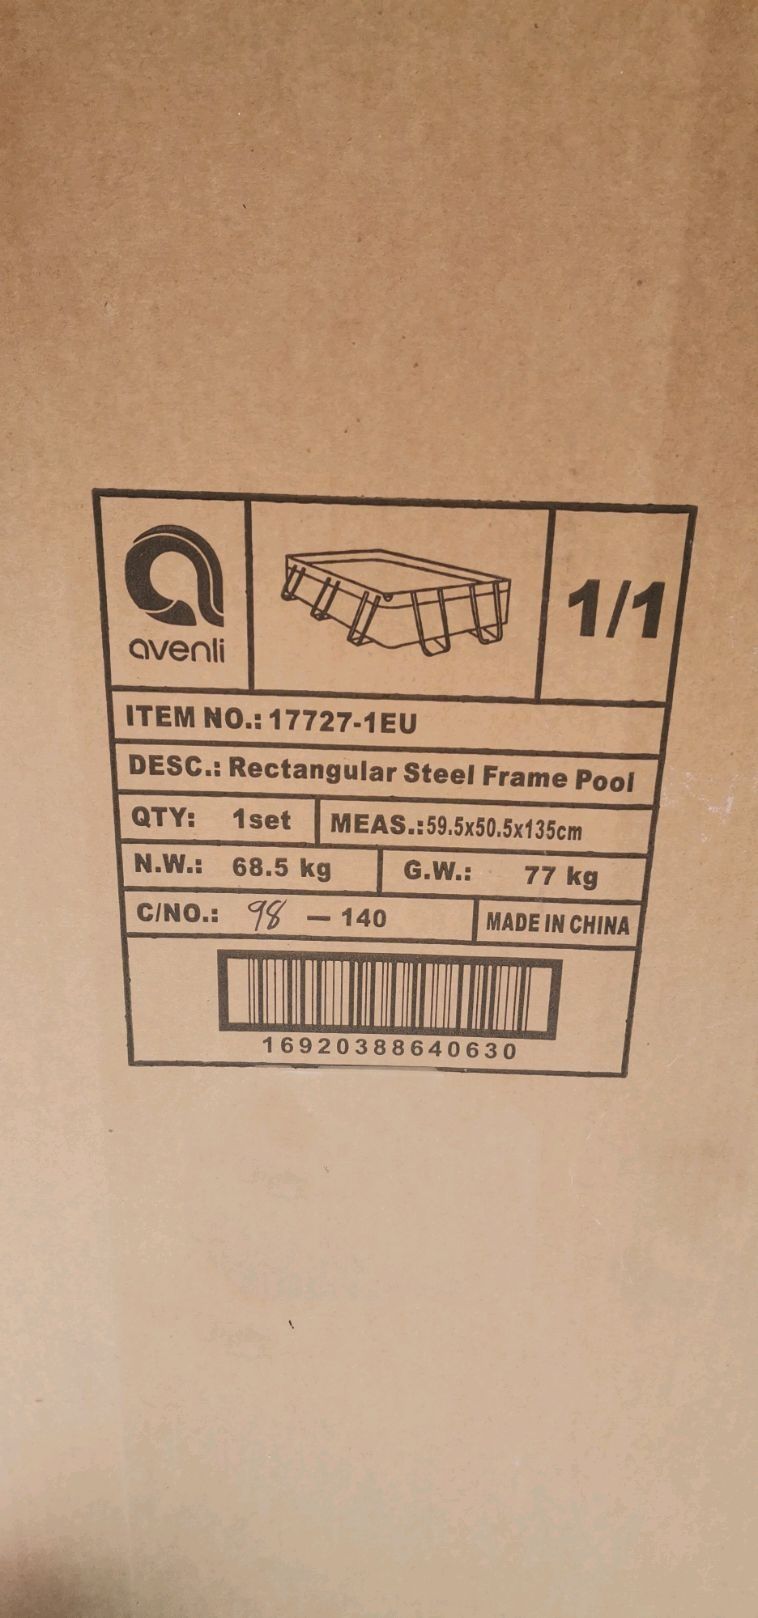 avenli
1/1
ITEM NO.: 17727-1EU
DESC.: Rectangular Steel Frame Pool
QTY: 1set MEAS.:59.5x50.5x135cm
N.W.: 68.5 kg G.W.: 77 kg
C/NO.: 98 — 140 MADE IN CHINA
16920388640630